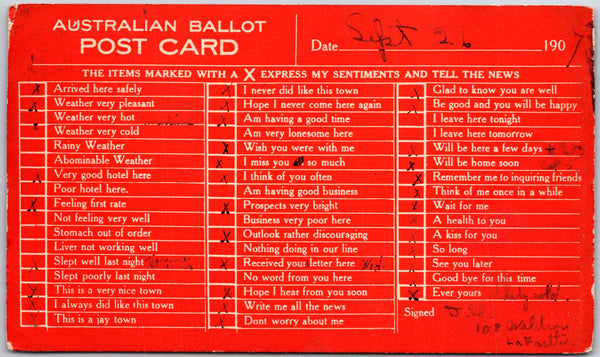 AUSTRALIAN BALLOT
POST CARD
Date Sept 26 1907
THE ITEMS MARKED WITH A X EXPRESS MY SENTIMENTS AND TELL THE NEWS
X Arrived here safely
X Weather very pleasant
X Weather very hot
Weather very cold
Rainy Weather
Abominable Weather
X Very good hotel here
Poor hotel here.
X Feeling first rate
Not feeling very well
Stomach out of order
Liver not working well
X Slept well last night
Slept poorly last night
X This is a very nice town
X I always did like this town
This is a jay town
X I never did like this town
X Hope I never come here again
X Am having a good time
Am very lonesome here
X Wish you were with me
X I miss you all so much
X I think of you often
Am having good business
X Prospects very bright
Business very poor here
X Outlook rather discouraging
Nothing doing in our line
X Received your letter here Wed
No word from you here
X Hope I hear from you soon
X Write me all the news
X Dont worry about me
X Glad to know you are well
X Be good and you will be happy
I leave here tonight
I leave here tomorrow
X Will be here a few days
X Will be home soon
X Remember me to inquiring friends
X Think of me once in a while
X Wait for me
X A health to you
X A kiss for you
X So long
X See you later
X Good bye for this time
X Ever yours
Signed
108 Waldron
LaFayette